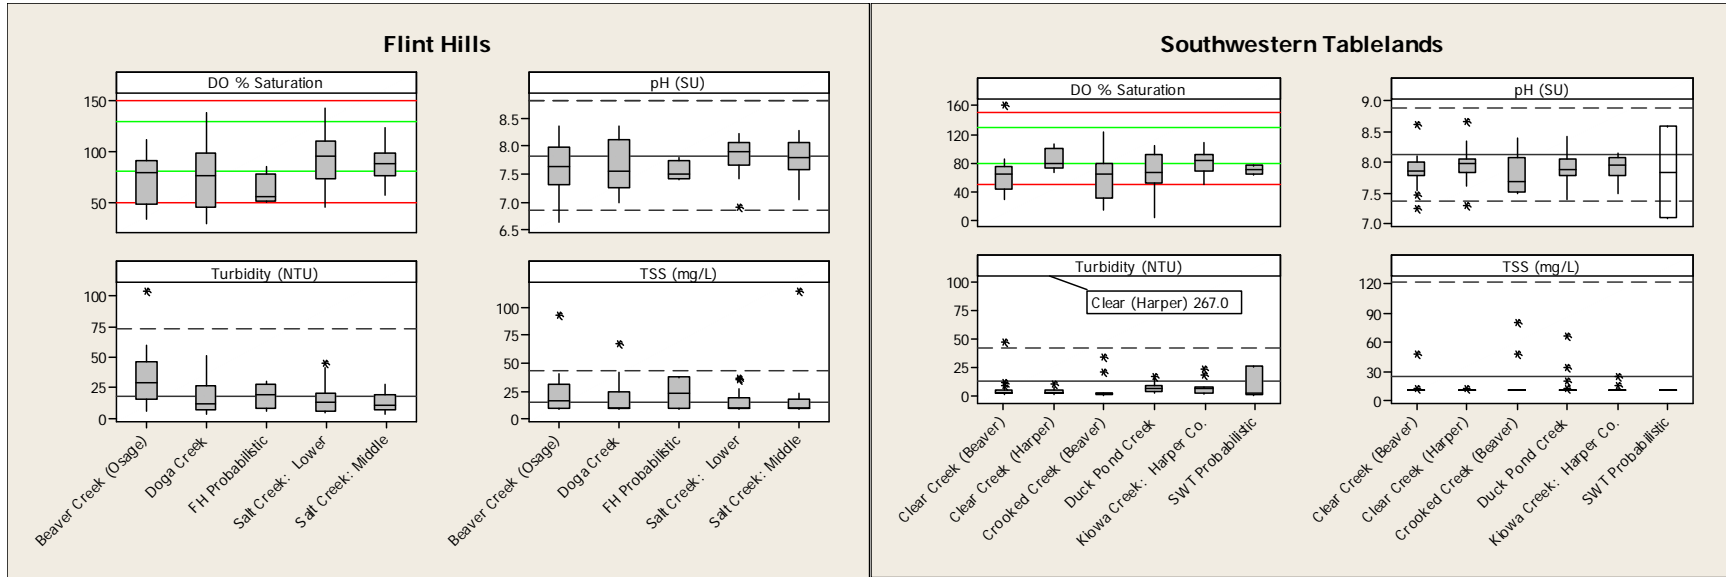 Flint Hills
DO % Saturation
150
100
50
pH (SU)
8.5
8.0
7.5
7.0
6.5
Turbidity (NTU)
100
75
50
25
0
TSS (mg/L)
100
75
50
25
0
Beaver Creek (Osage)
Doga Creek
FH Probabilistic
Salt Creek: Lower
Salt Creek: Middle
Beaver Creek (Osage)
Doga Creek
FH Probabilistic
Salt Creek: Lower
Salt Creek: Middle
Southwestern Tablelands
DO % Saturation
160
120
80
40
0
pH (SU)
9.0
8.5
8.0
7.5
7.0
Turbidity (NTU)
100
75
50
25
0
Clear (Harper) 267.0
TSS (mg/L)
120
90
60
30
0
Clear Creek (Beaver)
Clear Creek (Harper)
Crooked Creek (Beaver)
Duck Pond Creek
Kiowa Creek: Harper Co.
SWT Probabilistic
Clear Creek (Beaver)
Clear Creek (Harper)
Crooked Creek (Beaver)
Duck Pond Creek
Kiowa Creek: Harper Co.
SWT Probabilistic